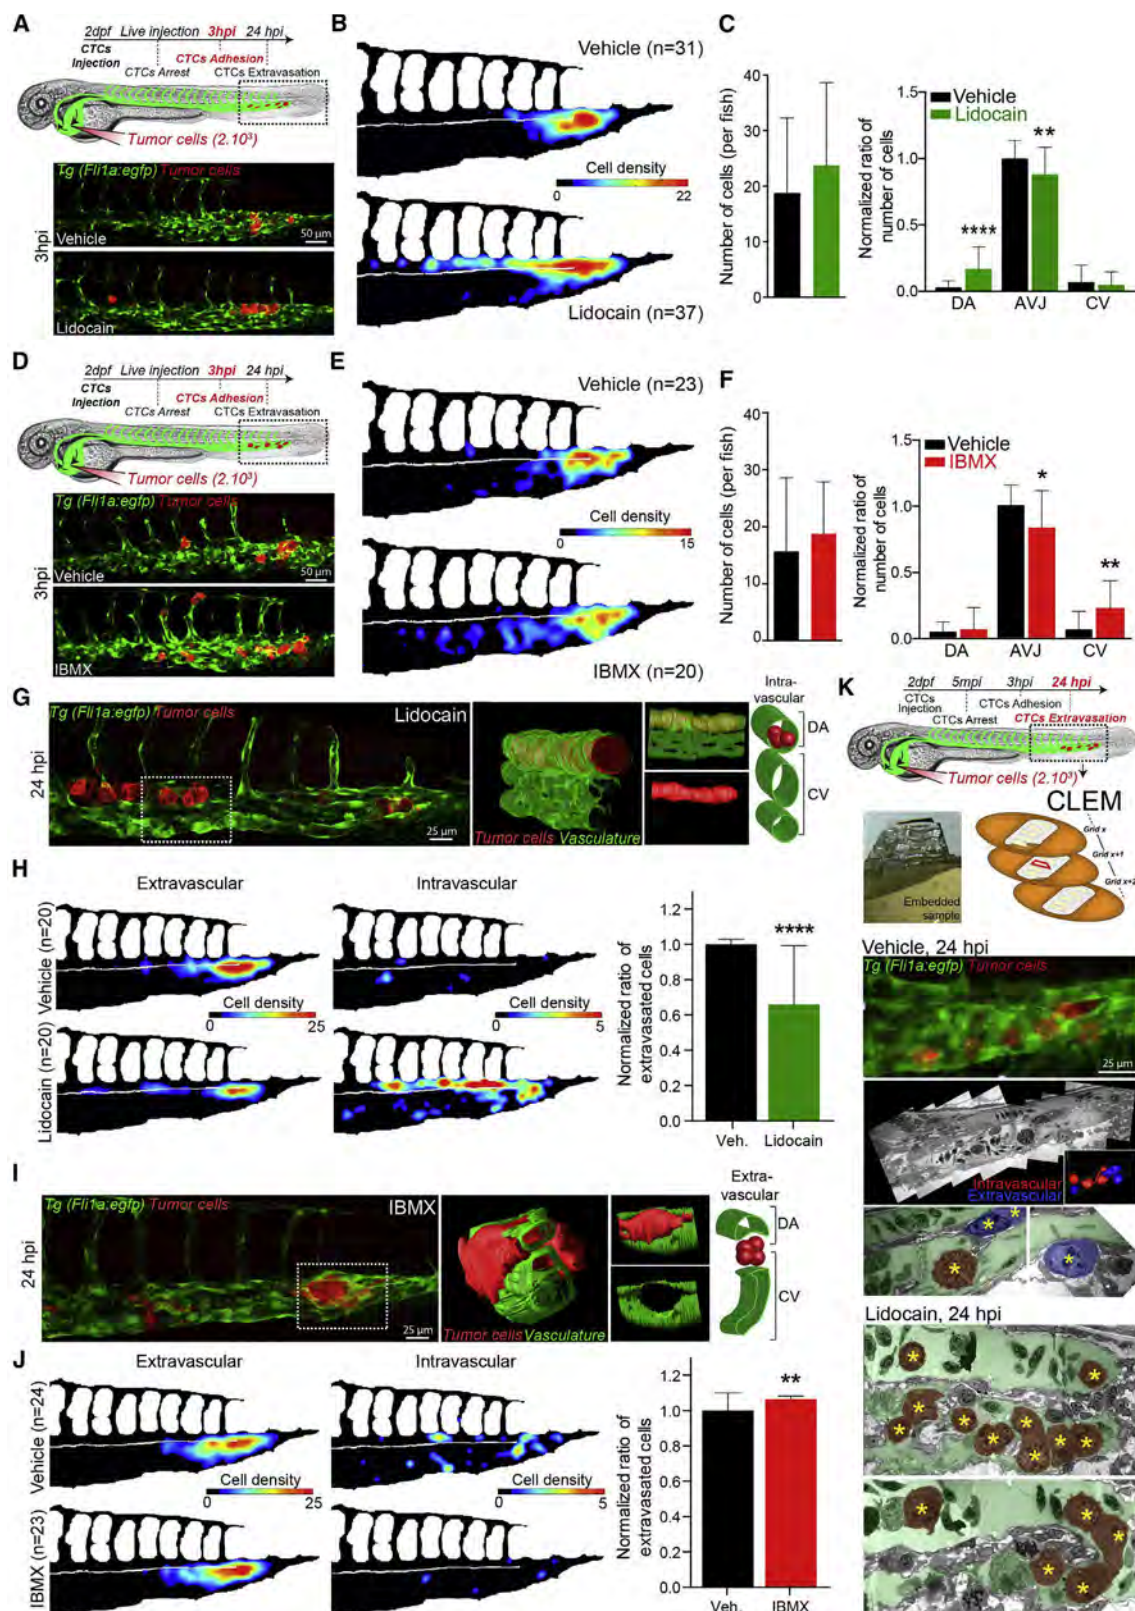 A
2dpf Live injection 3hpi 24 hpi
CTCs Injection
CTCs Adhesion
CTCs Arrest CTCs Extravasation
Tumor cells (2.10³)
Tg (Fli1a:egfp) Tumor cells
3hpi
Vehicle
50 µm
Lidocain
B
Vehicle (n=31)
Cell density
0 22
Lidocain (n=37)
C
Number of cells (per fish)
60
40
20
0
Normalized ratio of number of cells
1.5
1.0
0.5
0.0
Vehicle
Lidocain
****
**
DA AVJ CV
D
2dpf Live injection 3hpi 24 hpi
CTCs Injection
CTCs Adhesion
CTCs Arrest CTCs Extravasation
Tumor cells (2.10³)
Tg (Fli1a:egfp) Tumor cells
3hpi
Vehicle
50 µm
IBMX
E
Vehicle (n=23)
Cell density
0 15
IBMX (n=20)
F
Number of cells (per fish)
40
30
20
10
0
Normalized ratio of number of cells
1.5
1.0
0.5
0.0
Vehicle
IBMX
*
**
DA AVJ CV
G
Tg (Fli1a:egfp) Tumor cells
Lidocain
24 hpi
25 µm
Tumor cells Vasculature
Intra-
vascular
DA
CV
H
Extravascular Intravascular
Vehicle (n=20)
Cell density
0 25
Cell density
0 5
Lidocain (n=20)
Normalized ratio of extravasated cells
1.2
1.0
0.8
0.6
0.4
0.2
0.0
****
Veh. Lidocain
I
Tg (Fli1a:egfp) Tumor cells
IBMX
24 hpi
25 µm
Tumor cells Vasculature
Extra-
vascular
DA
CV
J
Extravascular Intravascular
Vehicle (n=24)
Cell density
0 25
Cell density
0 5
IBMX (n=23)
Normalized ratio of extravasated cells
1.2
1.0
0.8
0.6
0.4
0.2
0.0
**
Veh. IBMX
K
2dpf 5mpi 3hpi 24 hpi
CTCs Injection
CTCs Adhesion
CTCs Arrest CTCs Extravasation
Tumor cells (2.10³)
CLEM
Grid x
Grid x+1
Grid x+2
Embedded
sample
Vehicle, 24 hpi
Tg (Fli1a:egfp) Tumor cells
25 µm
Intravascular
Extravascular
* * * *
Lidocain, 24 hpi